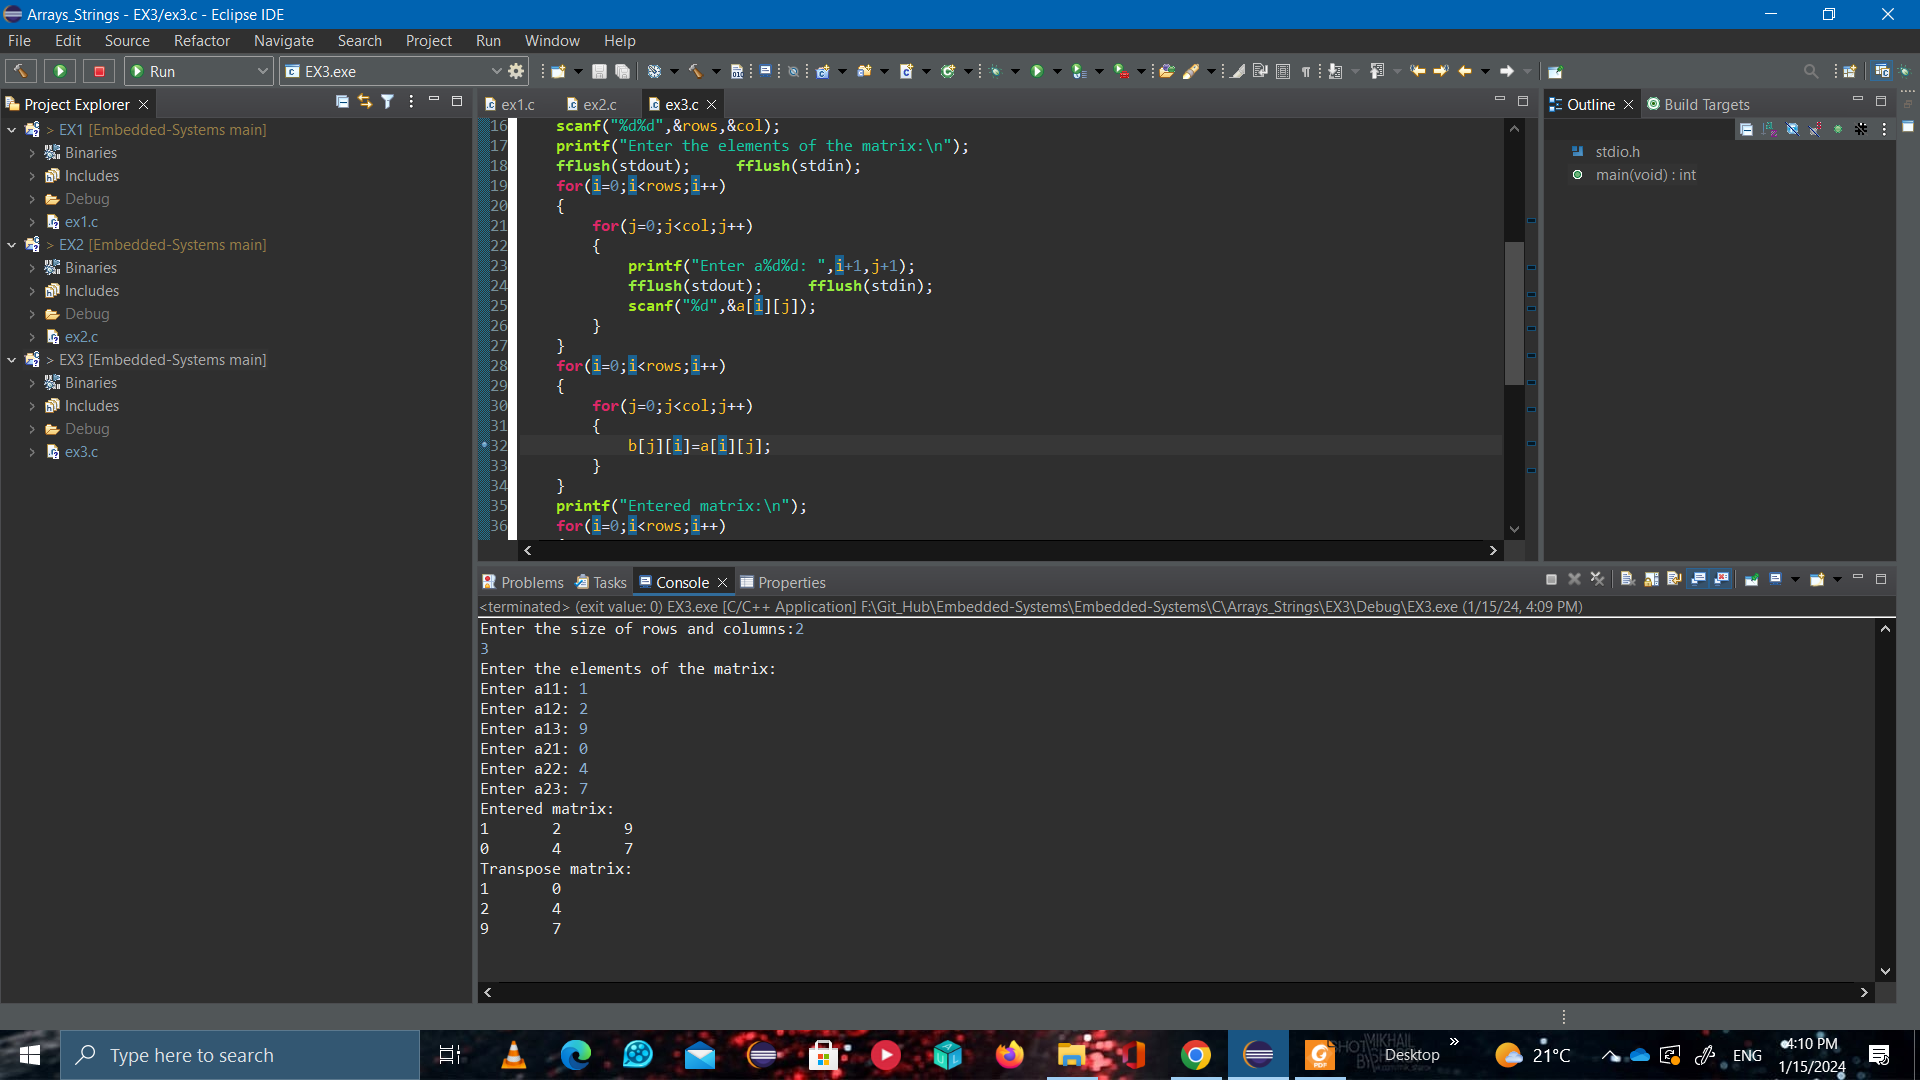 Arrays_Strings - EX3/ex3.c - Eclipse IDE
File Edit Source Refactor Navigate Search Project Run Window Help
Run EX3.exe
Project Explorer
> EX1 [Embedded-Systems main]
Binaries
Includes
Debug
ex1.c
> EX2 [Embedded-Systems main]
Binaries
Includes
Debug
ex2.c
> EX3 [Embedded-Systems main]
Binaries
Includes
Debug
ex3.c
ex1.c ex2.c ex3.c
16 scanf("%d%d",&rows,&col);
17 printf("Enter the elements of the matrix:\n");
18 fflush(stdout); fflush(stdin);
19 for(i=0;i<rows;i++)
20 {
21 for(j=0;j<col;j++)
22 {
23 printf("Enter a%d%d: ",i+1,j+1);
24 fflush(stdout); fflush(stdin);
25 scanf("%d",&a[i][j]);
26 }
27 }
28 for(i=0;i<rows;i++)
29 {
30 for(j=0;j<col;j++)
31 {
32 b[j][i]=a[i][j];
33 }
34 }
35 printf("Entered matrix:\n");
36 for(i=0;i<rows;i++)
Outline Build Targets
stdio.h
main(void) : int
Problems Tasks Console Properties
<terminated> (exit value: 0) EX3.exe [C/C++ Application] F:\Git_Hub\Embedded-Systems\Embedded-Systems\C\Arrays_Strings\EX3\Debug\EX3.exe (1/15/24, 4:09 PM)
Enter the size of rows and columns:2
3
Enter the elements of the matrix:
Enter a11: 1
Enter a12: 2
Enter a13: 9
Enter a21: 0
Enter a22: 4
Enter a23: 7
Entered matrix:
1 2 9
0 4 7
Transpose matrix:
1 0
2 4
9 7
Type here to search
Desktop
21°C
ENG
4:10 PM
1/15/2024